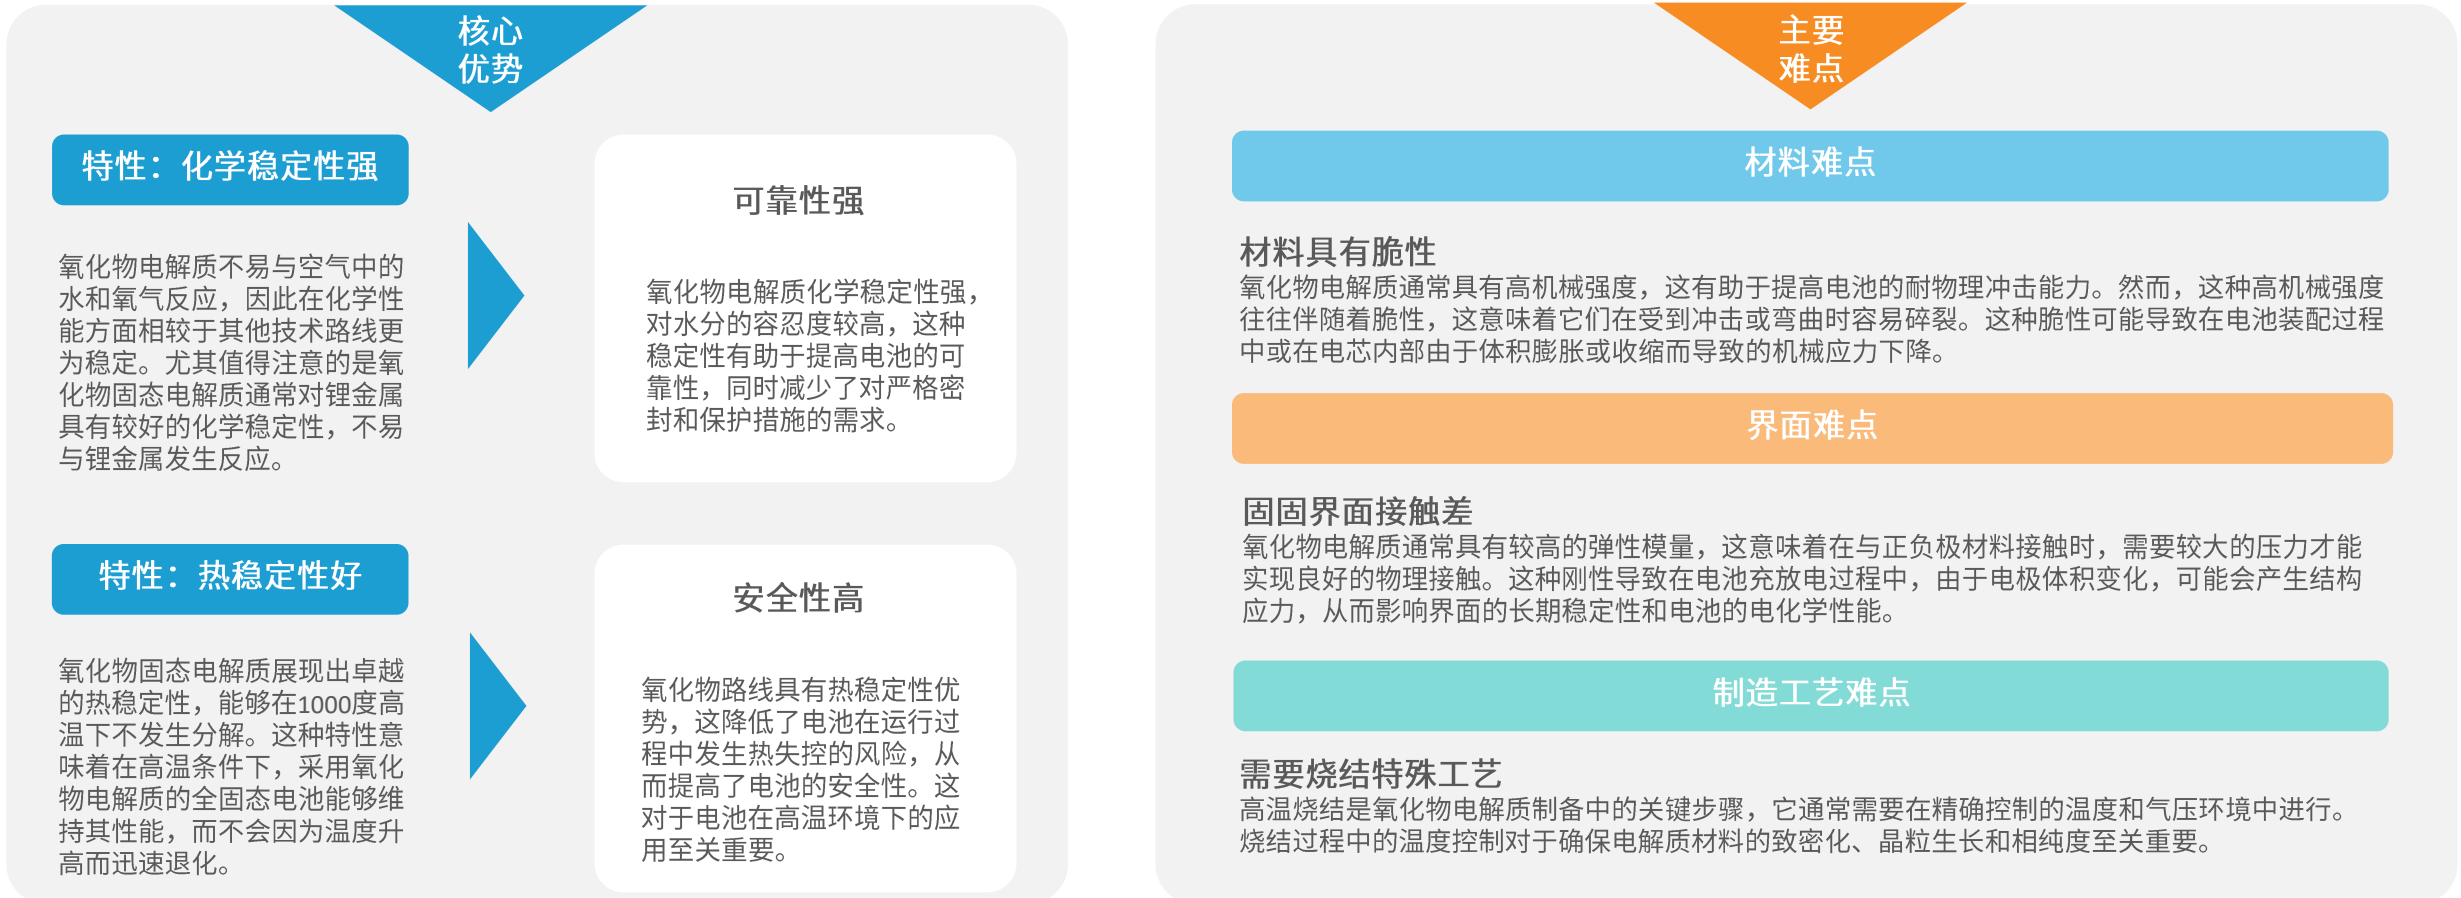 核心
优势
特性：化学稳定性强
氧化物电解质不易与空气中的
水和氧气反应，因此在化学性
能方面相较于其他技术路线更
为稳定。尤其值得注意的是氧
化物固态电解质通常对锂金属
具有较好的化学稳定性，不易
与锂金属发生反应。
可靠性强
氧化物电解质化学稳定性强，
对水分的容忍度较高，这种
稳定性有助于提高电池的可
靠性，同时减少了对严格密
封和保护措施的需求。
特性：热稳定性好
氧化物固态电解质展现出卓越
的热稳定性，能够在1000度高
温下不发生分解。这种特性意
味着在高温条件下，采用氧化
物电解质的全固态电池能够维
持其性能，而不会因为温度升
高而迅速退化。
安全性高
氧化物路线具有热稳定性优
势，这降低了电池在运行过
程中发生热失控的风险，从
而提高了电池的安全性。这
对于电池在高温环境下的应
用至关重要。
主要
难点
材料难点
材料具有脆性
氧化物电解质通常具有高机械强度，这有助于提高电池的耐物理冲击能力。然而，这种高机械强度
往往伴随着脆性，这意味着它们在受到冲击或弯曲时容易碎裂。这种脆性可能导致在电池装配过程
中或在电芯内部由于体积膨胀或收缩而导致的机械应力下降。
界面难点
固固界面接触差
氧化物电解质通常具有较高的弹性模量，这意味着在与正负极材料接触时，需要较大的压力才能
实现良好的物理接触。这种刚性导致在电池充放电过程中，由于电极体积变化，可能会产生结构
应力，从而影响界面的长期稳定性和电池的电化学性能。
制造工艺难点
需要烧结特殊工艺
高温烧结是氧化物电解质制备中的关键步骤，它通常需要在精确控制的温度和气压环境中进行。
烧结过程中的温度控制对于确保电解质材料的致密化、晶粒生长和相纯度至关重要。